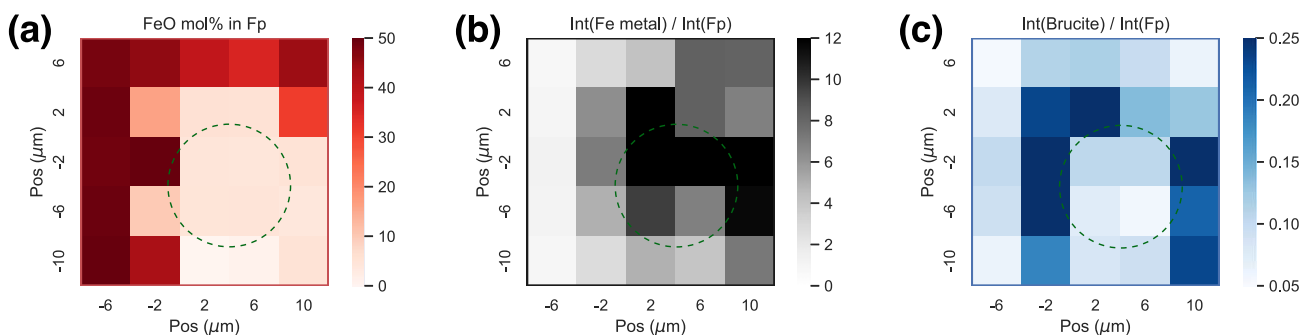 (a)
FeO mol% in Fp
Pos (μm)
6
2
-2
-6
-10
-6 -2 2 6 10
Pos (μm)
50
40
30
20
10
0
(b)
Int(Fe metal) / Int(Fp)
Pos (μm)
6
2
-2
-6
-10
-6 -2 2 6 10
Pos (μm)
12
10
8
6
4
2
0
(c)
Int(Brucite) / Int(Fp)
Pos (μm)
6
2
-2
-6
-10
-6 -2 2 6 10
Pos (μm)
0.25
0.20
0.15
0.10
0.05